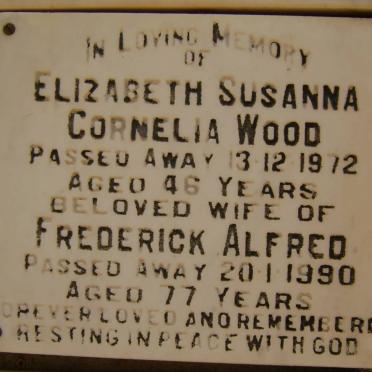 IN LOVING MEMORY
OF
ELIZABETH SUSANNA
CORNELIA WOOD
PASSED AWAY 13·12·1972
AGED 46 YEARS
BELOVED WIFE OF
FREDERICK ALFRED
PASSED AWAY 20·1·1990
AGED 77 YEARS
FOREVER LOVED AND REMEMBERED
RESTING IN PEACE WITH GOD